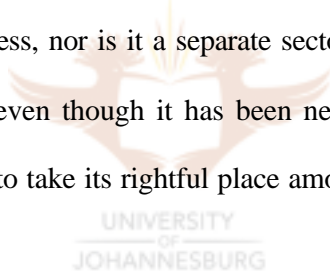 ess, nor is it a separate secto
even though it has been ne
to take its rightful place amo
UNIVERSITY
OF
JOHANNESBURG